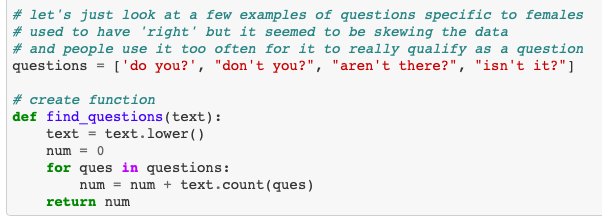 # let's just look at a few examples of questions specific to females
# used to have 'right' but it seemed to be skewing the data
# and people use it too often for it to really qualify as a question
questions = ['do you?', "don't you?", "aren't there?", "isn't it?"]

# create function
def find_questions(text):
    text = text.lower()
    num = 0
    for ques in questions:
        num = num + text.count(ques)
    return num